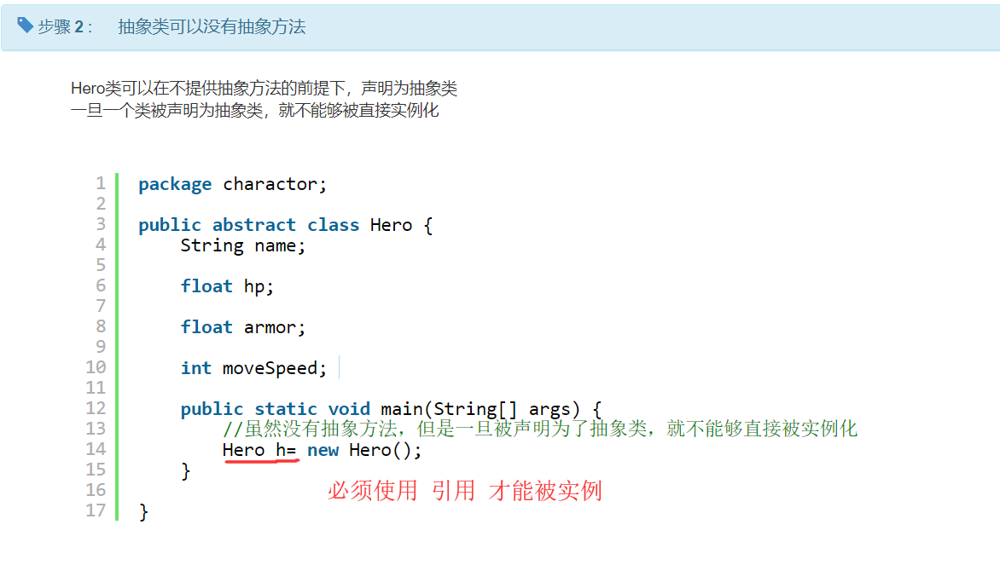 步骤 2 : 抽象类可以没有抽象方法
Hero类可以在不提供抽象方法的前提下，声明为抽象类
一旦一个类被声明为抽象类，就不能够被直接实例化
1 package charactor;
2
3 public abstract class Hero {
4 String name;
5
6 float hp;
7
8 float armor;
9
10 int moveSpeed;
11
12 public static void main(String[] args) {
13 //虽然没有抽象方法，但是一旦被声明为了抽象类，就不能够直接被实例化
14 Hero h= new Hero();
15 }
必须使用 引用 才能被实例
16
17 }